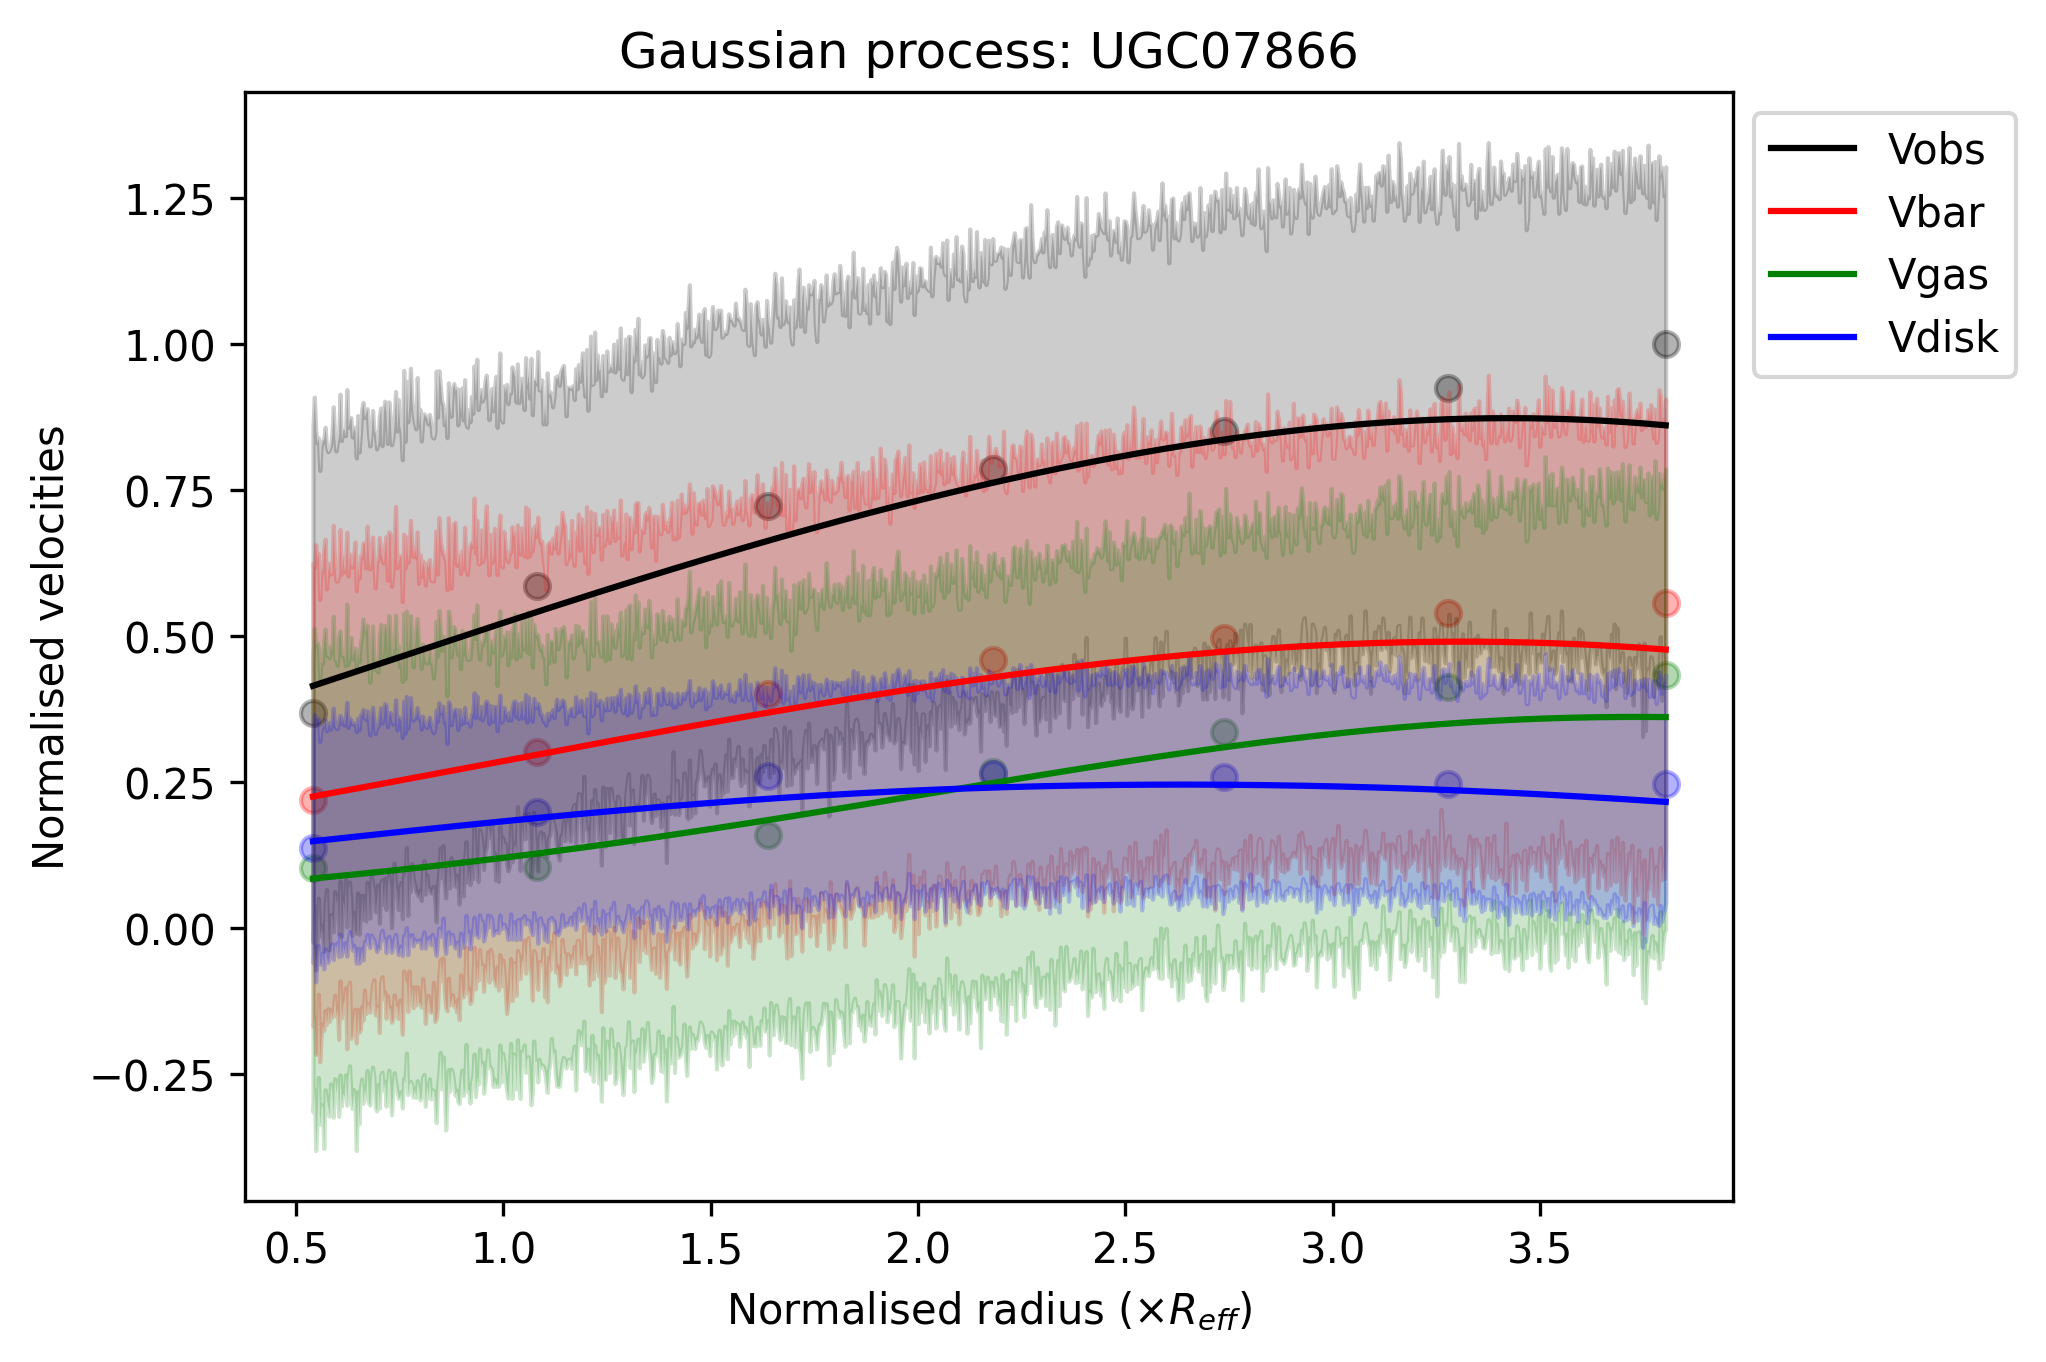 Gaussian process: UGC07866
Vobs
Vbar
Vgas
Vdisk
Normalised velocities
1.25
1.00
0.75
0.50
0.25
0.00
−0.25
0.5 1.0 1.5 2.0 2.5 3.0 3.5
Normalised radius (×R_eff)